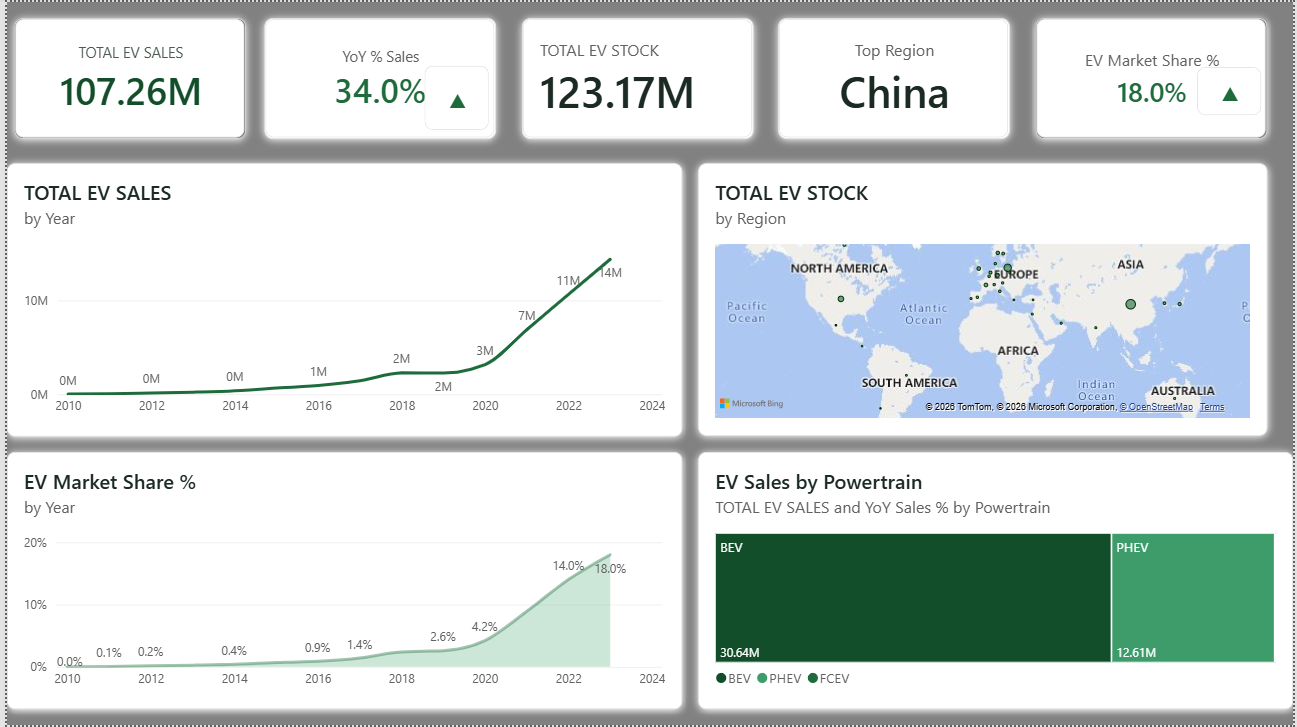 TOTAL EV SALES
107.26M
YoY % Sales
34.0%
▲
TOTAL EV STOCK
123.17M
Top Region
China
EV Market Share %
18.0%
▲
TOTAL EV SALES
by Year
10M
0M
0M
0M
0M
1M
2M
2M
3M
7M
11M
14M
2010
2012
2014
2016
2018
2020
2022
2024
TOTAL EV STOCK
by Region
NORTH AMERICA
EUROPE
ASIA
Pacific
Ocean
Atlantic
Ocean
P
O
AFRICA
SOUTH AMERICA
Indian
Ocean
AUSTRALIA
Microsoft Bing
© 2026 TomTom, © 2026 Microsoft Corporation, © OpenStreetMap Terms
EV Market Share %
by Year
20%
10%
0%
0.0%
0.1%
0.2%
0.4%
0.9%
1.4%
2.6%
4.2%
14.0%
18.0%
2010
2012
2014
2016
2018
2020
2022
2024
EV Sales by Powertrain
TOTAL EV SALES and YoY Sales % by Powertrain
BEV
30.64M
PHEV
12.61M
BEV PHEV FCEV